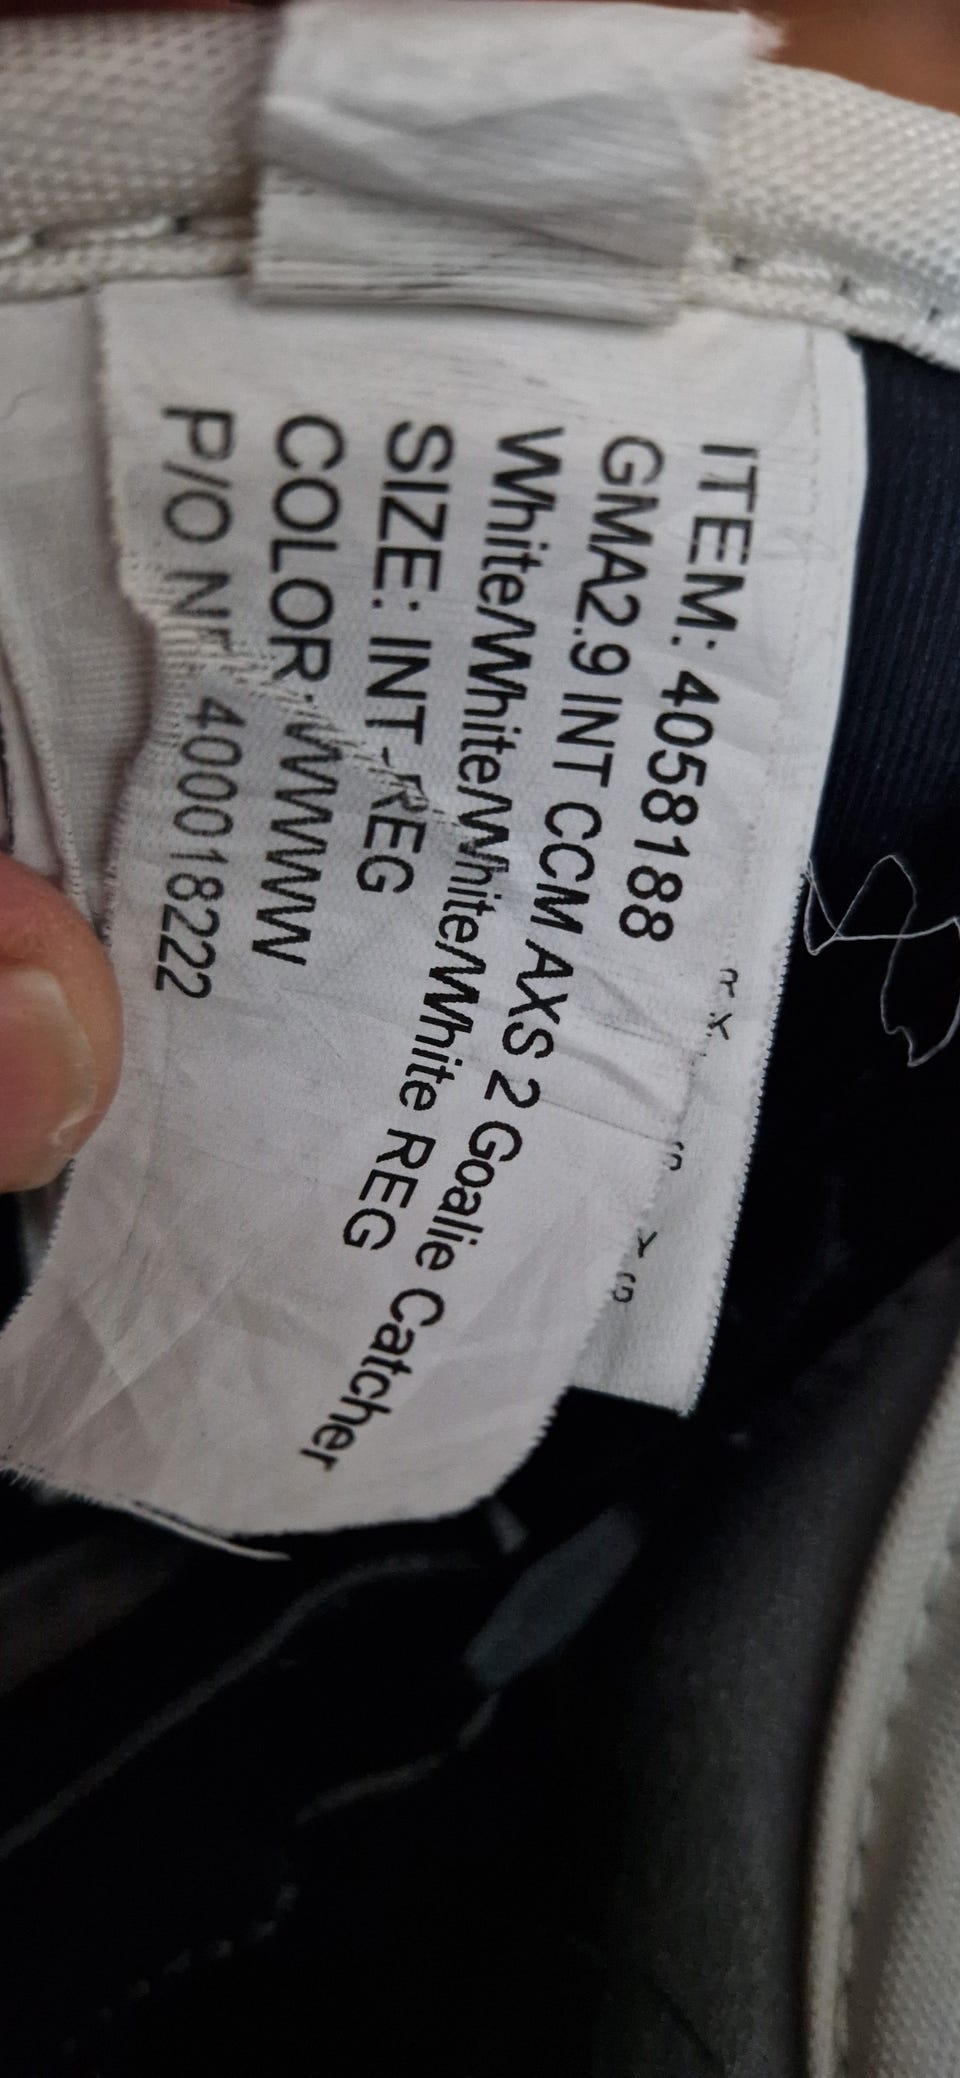 ITEM: 4058188
GMA2.9 INT CCM AXS 2 Goalie Catcher
White/White/White/White REG
SIZE: INT-REG
COLOR: WWWW
P/O Nr 400018222